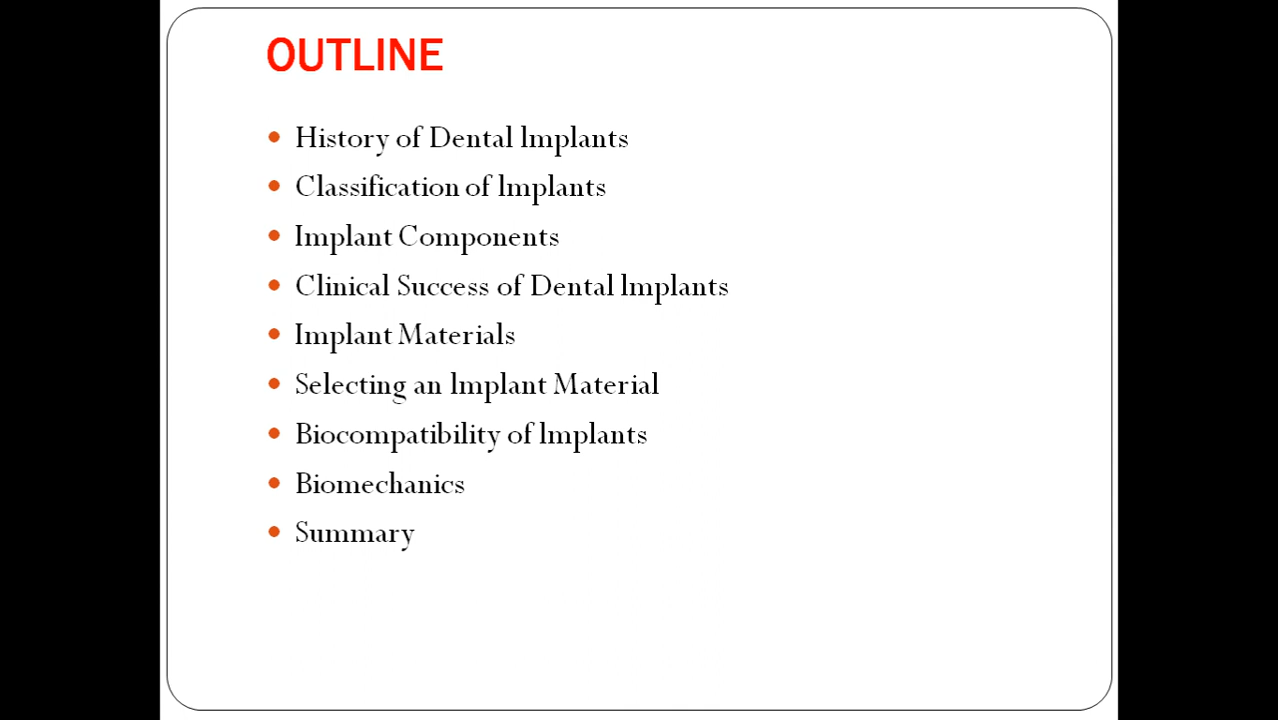 OUTLINE
History of Dental Implants
Classification of Implants
Implant Components
Clinical Success of Dental Implants
Implant Materials
Selecting an Implant Material
Biocompatibility of Implants
Biomechanics
Summary